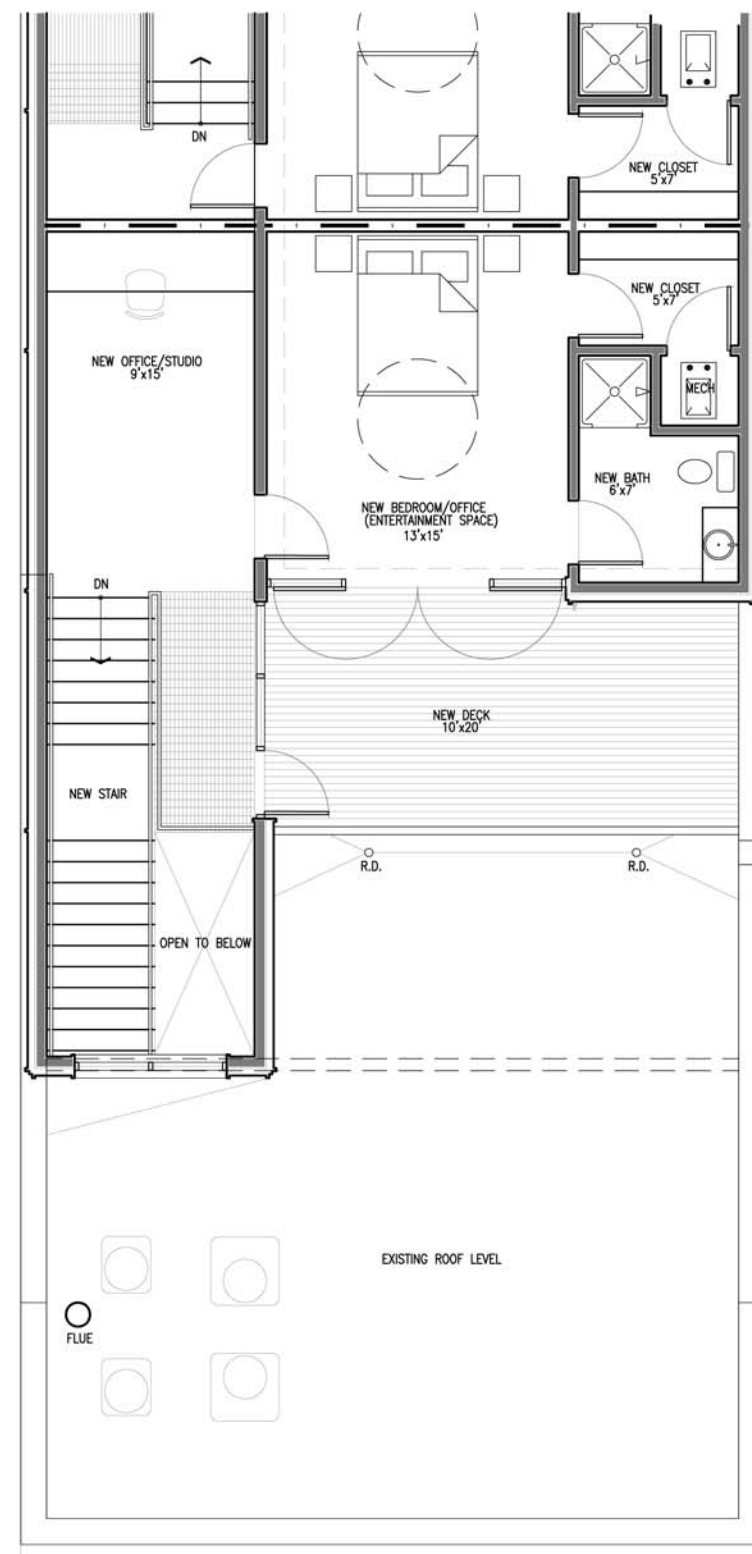 DN
NEW CLOSET
5'x7'
NEW CLOSET
5'x7'
NEW OFFICE/STUDIO
9'x15'
MECH
NEW BATH
6'x7'
NEW BEDROOM/OFFICE
(ENTERTAINMENT SPACE)
13'x15'
DN
NEW DECK
10'x20'
NEW STAIR
R.D.
R.D.
OPEN TO BELOW
EXISTING ROOF LEVEL
FLUE